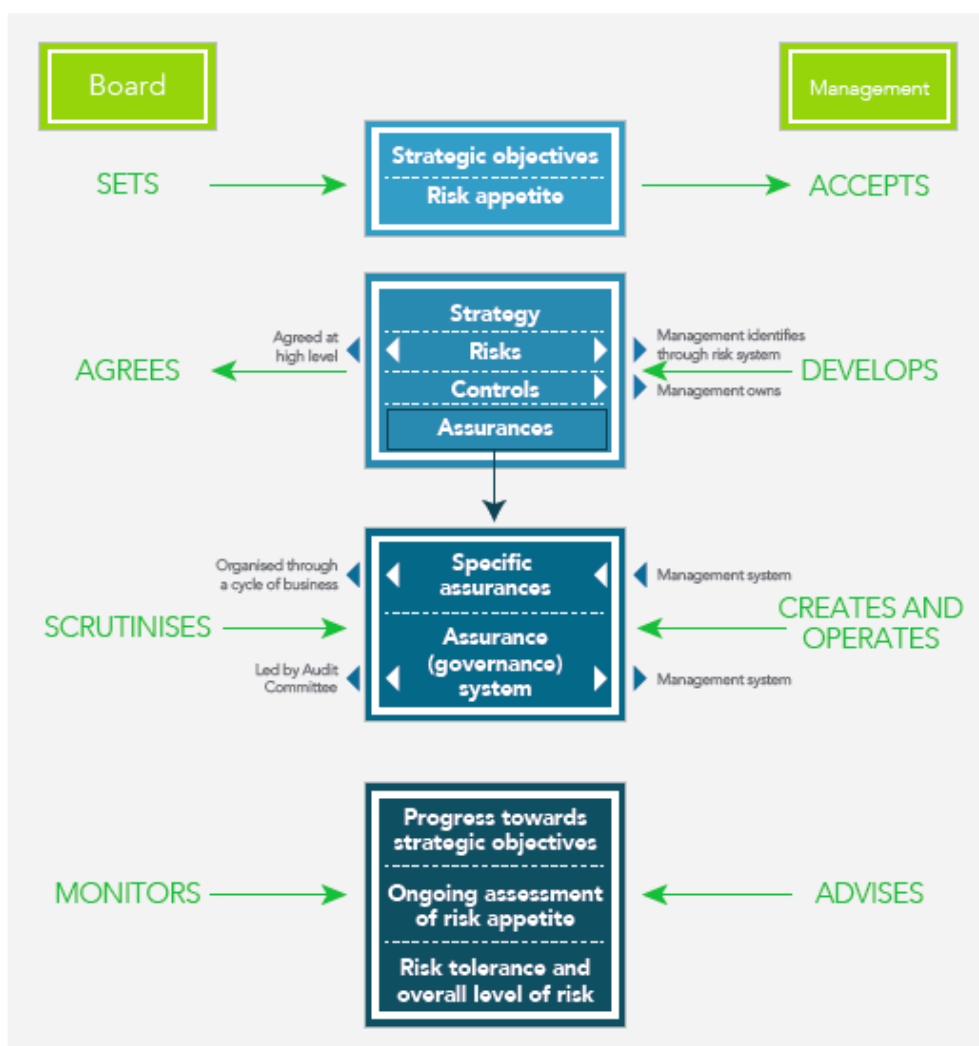 Board
Management
SETS
Strategic objectives
Risk appetite
ACCEPTS
AGREES
Agreed at
high level
Strategy
Risks
Controls
Assurances
Management identifies
through risk system
Management owns
DEVELOPS
SCRUTINISES
Organised through
a cycle of business
Led by Audit
Committee
Specific
assurances
Assurance
(governance)
system
Management system
Management system
CREATES AND
OPERATES
MONITORS
Progress towards
strategic objectives
Ongoing assessment
of risk appetite
Risk tolerance and
overall level of risk
ADVISES